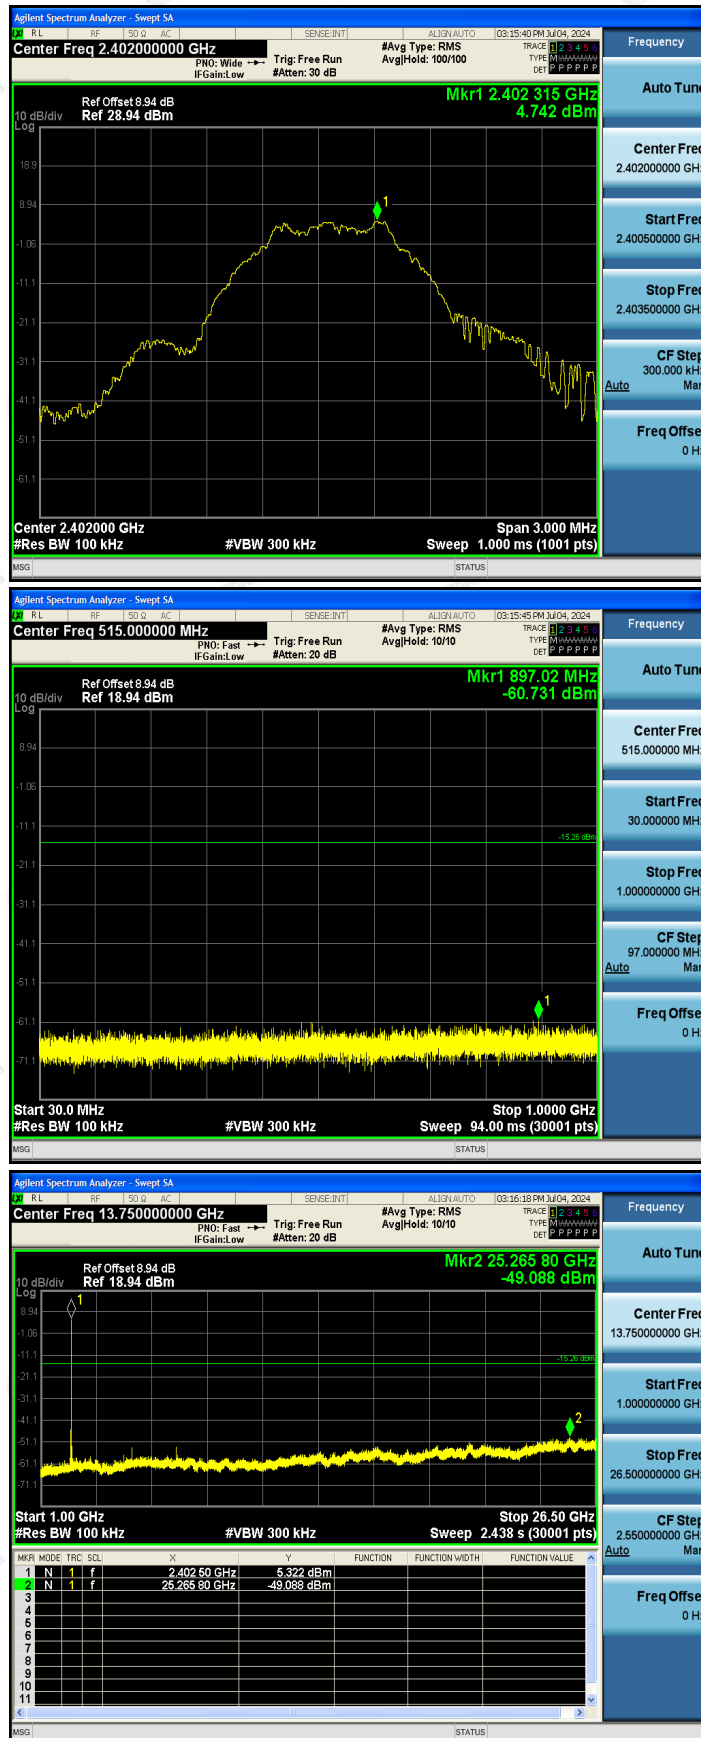 Agilent Spectrum Analyzer - Swept SA
LXI RL RF 50 Ω AC SENSE:INT ALIGNAUTO 03:15:40 PM Jul 04, 2024
Center Freq 2.402000000 GHz #Avg Type: RMS TRACE 1 2 3 4 5 6
PNO: Wide Trig: Free Run Avg|Hold: 100/100 TYPE M WWWWW
IFGain:Low #Atten: 30 dB DET P P P P P P
Ref Offset 8.94 dB Mkr1 2.402 315 GHz
10 dB/div Ref 28.94 dBm 4.742 dBm
Log
18.9
8.94
-1.06
-11.1
-21.1
-31.1
-41.1
-51.1
-61.1
1
Center 2.402000 GHz Span 3.000 MHz
#Res BW 100 kHz #VBW 300 kHz Sweep 1.000 ms (1001 pts)
MSG STATUS
Frequency
Auto Tune
Center Freq
2.402000000 GHz
Start Freq
2.400500000 GHz
Stop Freq
2.403500000 GHz
CF Step
300.000 kHz
Auto Man
Freq Offset
0 Hz
Agilent Spectrum Analyzer - Swept SA
LXI RL RF 50 Ω AC SENSE:INT ALIGNAUTO 03:15:45 PM Jul 04, 2024
Center Freq 515.000000 MHz #Avg Type: RMS TRACE 1 2 3 4 5 6
PNO: Fast Trig: Free Run Avg|Hold: 10/10 TYPE M WWWWW
IFGain:Low #Atten: 20 dB DET P P P P P P
Ref Offset 8.94 dB Mkr1 897.02 MHz
10 dB/div Ref 18.94 dBm -60.731 dBm
Log
8.94
-1.06
-11.1
-21.1
-31.1
-41.1
-51.1
-61.1
-71.1
-15.26 dBm
1
Start 30.0 MHz Stop 1.0000 GHz
#Res BW 100 kHz #VBW 300 kHz Sweep 94.00 ms (30001 pts)
MSG STATUS
Frequency
Auto Tune
Center Freq
515.000000 MHz
Start Freq
30.000000 MHz
Stop Freq
1.000000000 GHz
CF Step
97.000000 MHz
Auto Man
Freq Offset
0 Hz
Agilent Spectrum Analyzer - Swept SA
LXI RL RF 50 Ω AC SENSE:INT ALIGNAUTO 03:16:18 PM Jul 04, 2024
Center Freq 13.750000000 GHz #Avg Type: RMS TRACE 1 2 3 4 5 6
PNO: Fast Trig: Free Run Avg|Hold: 10/10 TYPE M WWWWW
IFGain:Low #Atten: 20 dB DET P P P P P P
Ref Offset 8.94 dB Mkr2 25.265 80 GHz
10 dB/div Ref 18.94 dBm -49.088 dBm
Log
8.94
-1.06
-11.1
-21.1
-31.1
-41.1
-51.1
-61.1
-71.1
1
-15.26 dBm
2
Start 1.00 GHz Stop 26.50 GHz
#Res BW 100 kHz #VBW 300 kHz Sweep 2.438 s (30001 pts)
MKR MODE TRC SCL X Y FUNCTION FUNCTION WIDTH FUNCTION VALUE
1 N 1 f 2.402 50 GHz 5.322 dBm
2 N 1 f 25.265 80 GHz -49.088 dBm
3
4
5
6
7
8
9
10
11
MSG STATUS
Frequency
Auto Tune
Center Freq
13.750000000 GHz
Start Freq
1.000000000 GHz
Stop Freq
26.500000000 GHz
CF Step
2.550000000 GHz
Auto Man
Freq Offset
0 Hz